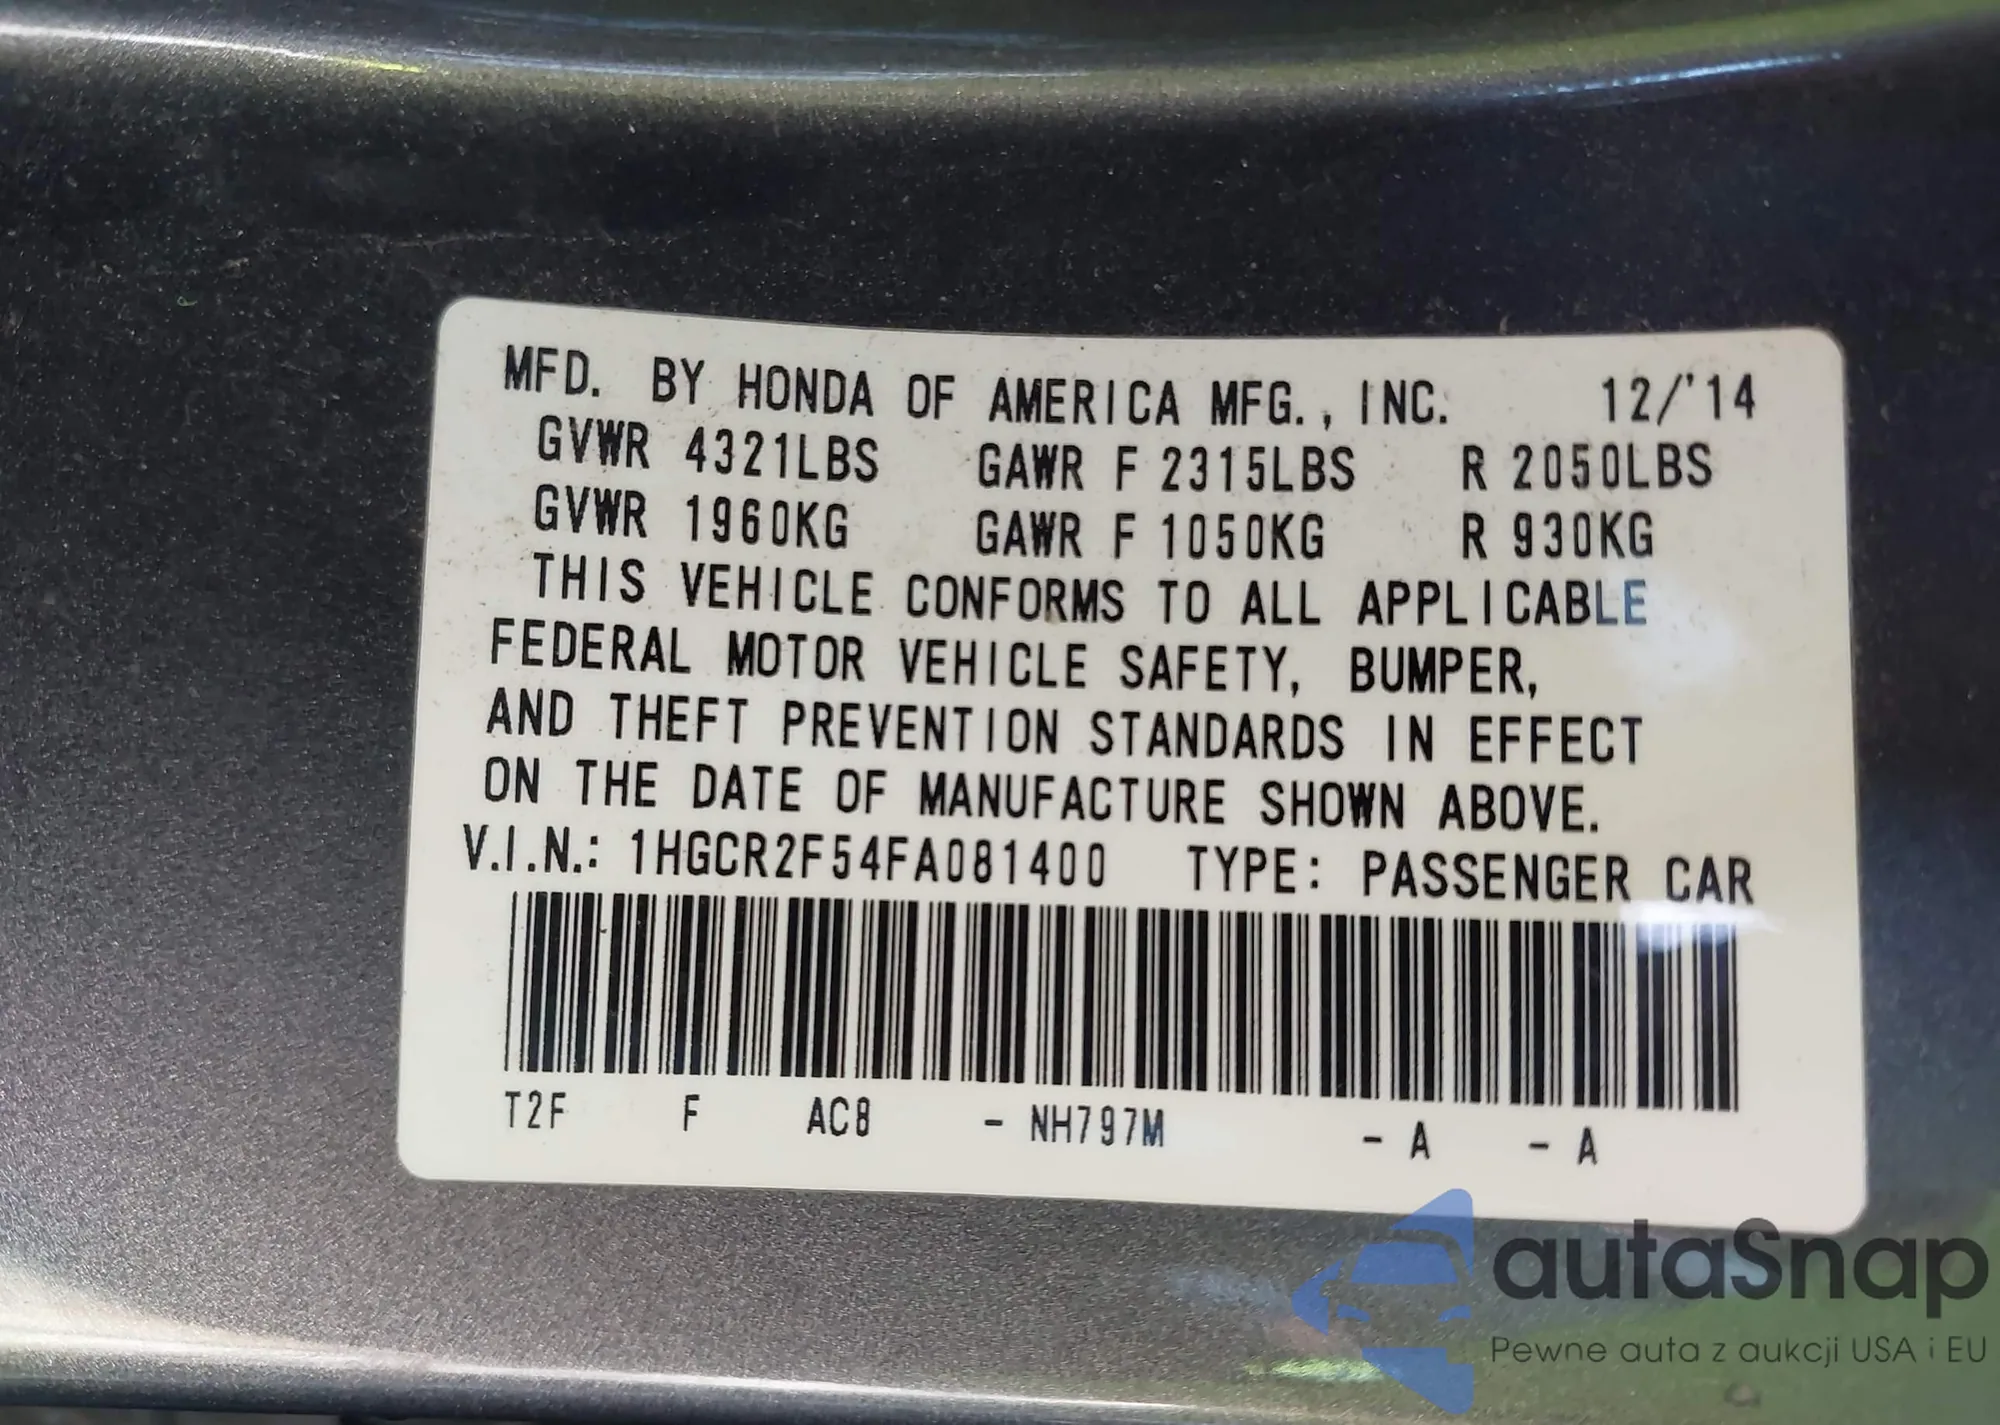 MFD. BY HONDA OF AMERICA MFG., INC. 12/'14
GVWR 4321LBS GAWR F 2315LBS R 2050LBS
GVWR 1960KG GAWR F 1050KG R 930KG
THIS VEHICLE CONFORMS TO ALL APPLICABLE
FEDERAL MOTOR VEHICLE SAFETY, BUMPER,
AND THEFT PREVENTION STANDARDS IN EFFECT
ON THE DATE OF MANUFACTURE SHOWN ABOVE.
V.I.N.: 1HGCR2F54FA081400 TYPE: PASSENGER CAR
T2F F AC8 - NH797M - A - A
autaSnap
Pewne auta z aukcji USA i EU